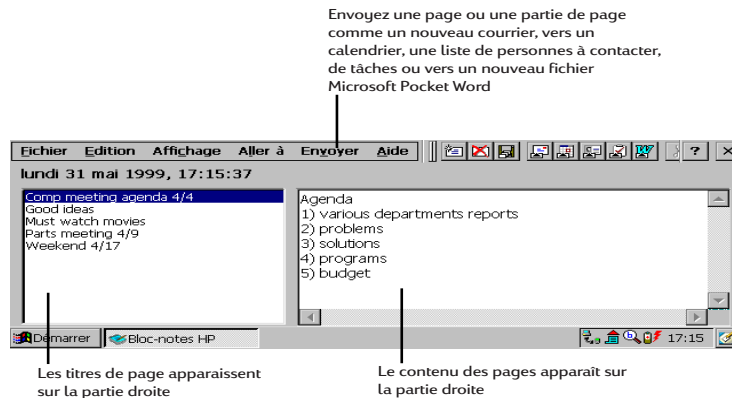 Envoyez une page ou une partie de page
comme un nouveau courrier, vers un
calendrier, une liste de personnes à contacter,
de tâches ou vers un nouveau fichier
Microsoft Pocket Word
Fichier Edition Affichage Aller à Envoyer Aide ? ×
lundi 31 mai 1999, 17:15:37
Comp meeting agenda 4/4
Good ideas
Must watch movies
Parts meeting 4/9
Weekend 4/17
Agenda
1) various departments reports
2) problems
3) solutions
4) programs
5) budget
Démarrer Bloc-notes HP 17:15
Les titres de page apparaissent
sur la partie droite
Le contenu des pages apparaît sur
la partie droite